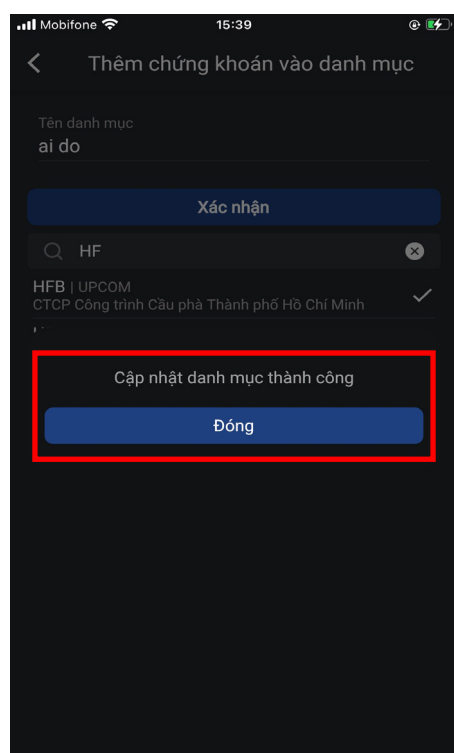 Mobifone
15:39
Thêm chứng khoán vào danh mục
Tên danh mục
ai do
Xác nhận
HF
HFB | UPCOM
CTCP Công trình Cầu phà Thành phố Hồ Chí Minh
Cập nhật danh mục thành công
Đóng